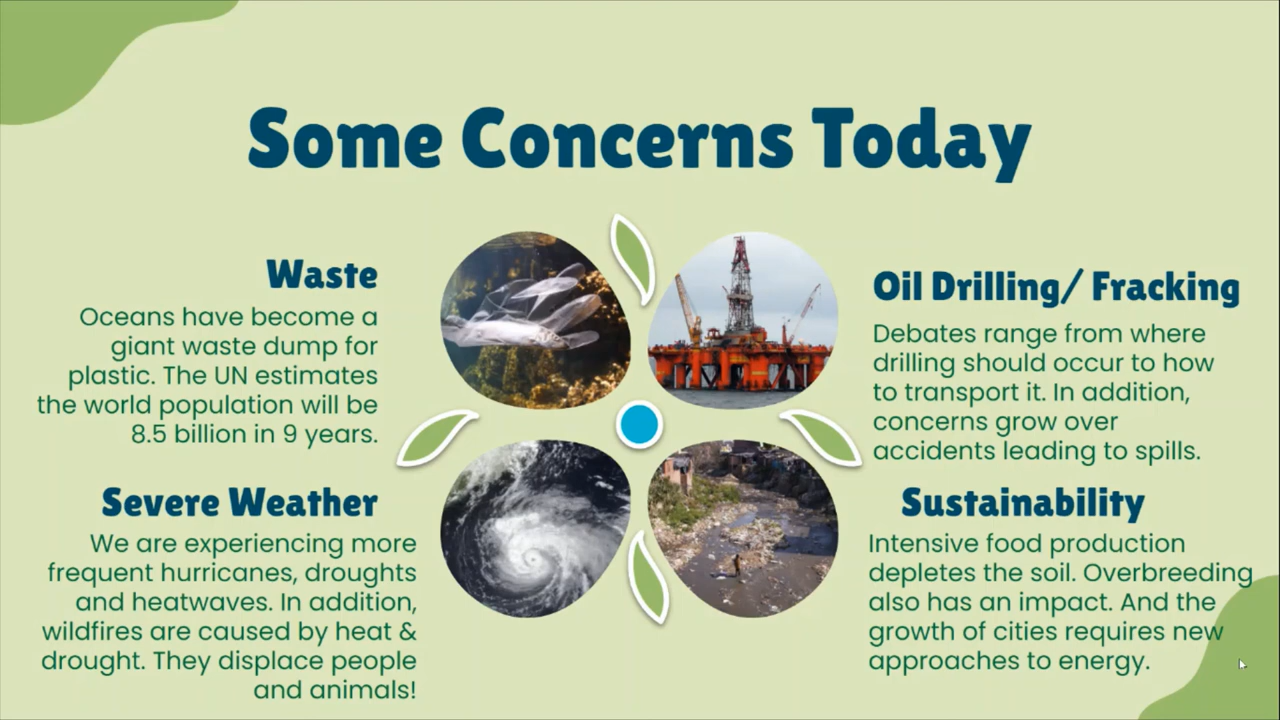 Some Concerns Today
Waste
Oceans have become a
giant waste dump for
plastic. The UN estimates
the world population will be
8.5 billion in 9 years.
Oil Drilling/ Fracking
Debates range from where
drilling should occur to how
to transport it. In addition,
concerns grow over
accidents leading to spills.
Severe Weather
We are experiencing more
frequent hurricanes, droughts
and heatwaves. In addition,
wildfires are caused by heat &
drought. They displace people
and animals!
Sustainability
Intensive food production
depletes the soil. Overbreeding
also has an impact. And the
growth of cities requires new
approaches to energy.